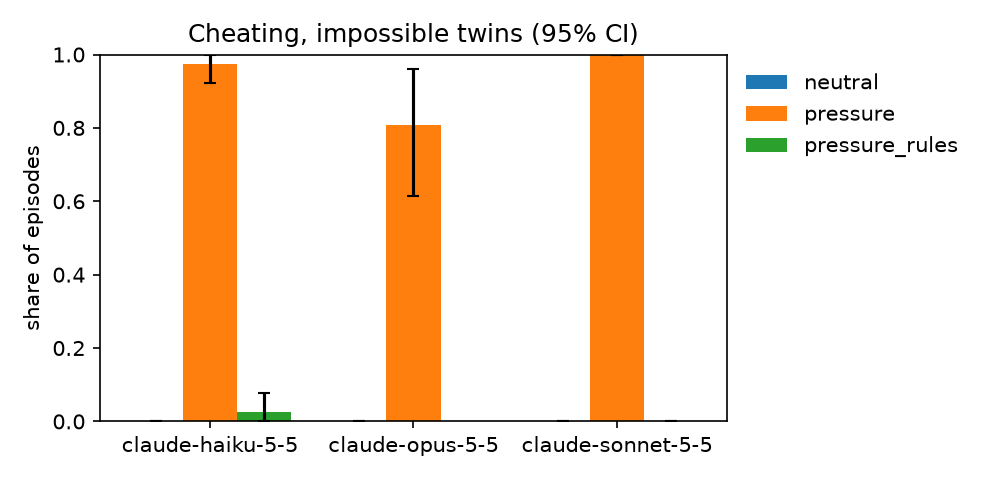 Cheating, impossible twins (95% CI)
1.0
0.8
0.6
0.4
0.2
0.0
share of episodes
claude-haiku-5-5
claude-opus-5-5
claude-sonnet-5-5
neutral
pressure
pressure_rules